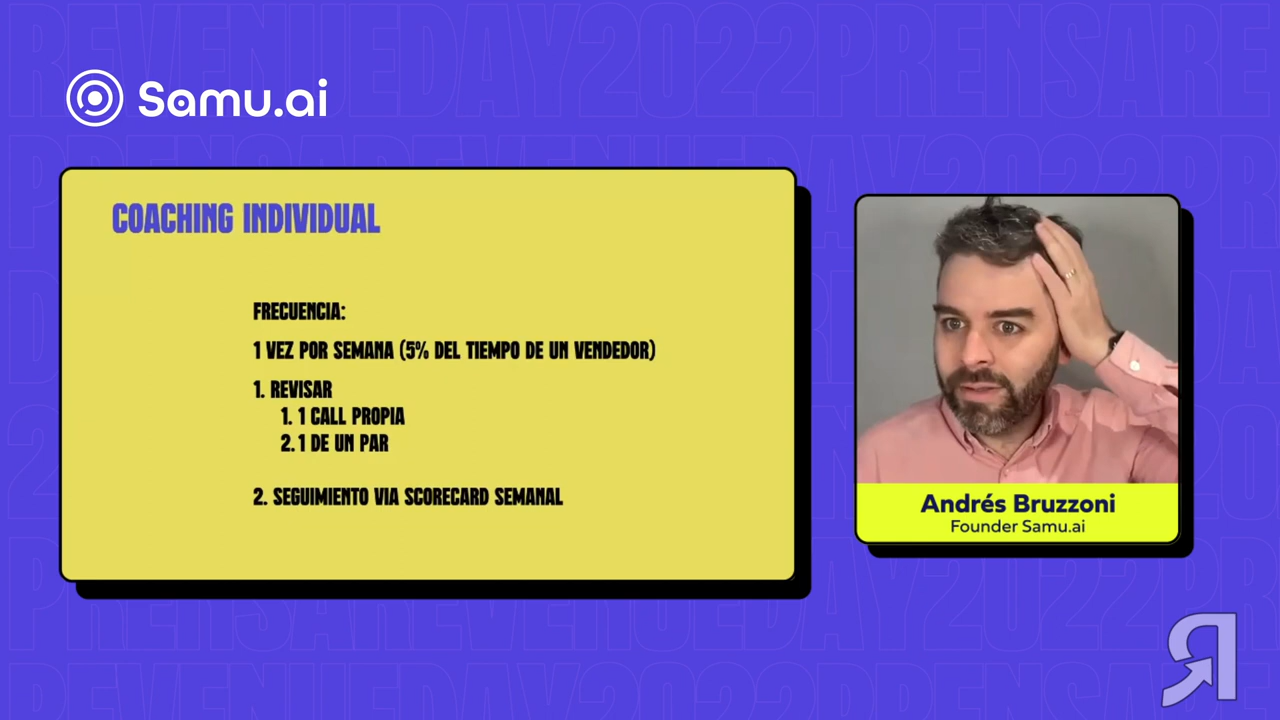 Samu.ai
COACHING INDIVIDUAL
FRECUENCIA:
1 VEZ POR SEMANA (5% DEL TIEMPO DE UN VENDEDOR)
1. REVISAR
1. 1 CALL PROPIA
2. 1 DE UN PAR
2. SEGUIMIENTO VIA SCORECARD SEMANAL
Andrés Bruzzoni
Founder Samu.ai